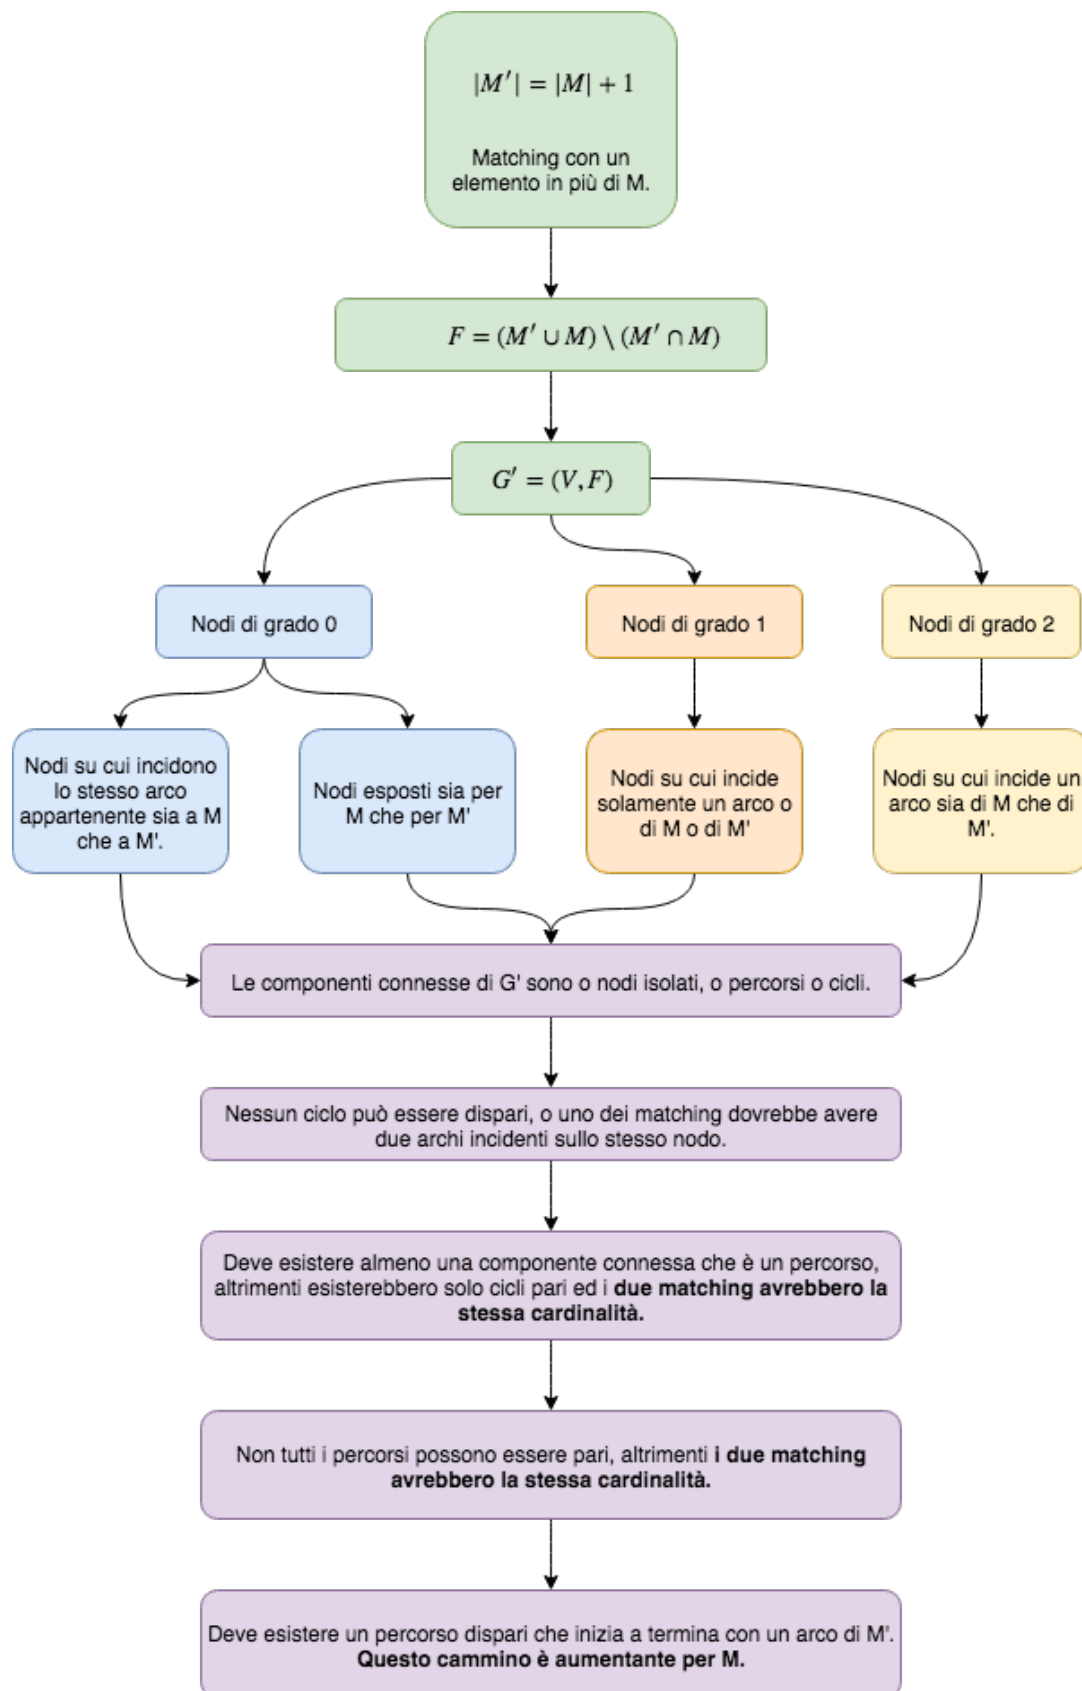 |M′| = |M| + 1
Matching con un
elemento in più di M.
F = (M′ ∪ M) \ (M′ ∩ M)
G′ = (V, F)
Nodi di grado 0
Nodi di grado 1
Nodi di grado 2
Nodi su cui incidono
lo stesso arco
appartenente sia a M
che a M'.
Nodi esposti sia per
M che per M'
Nodi su cui incide
solamente un arco o
di M o di M'
Nodi su cui incide un
arco sia di M che di
M'.
Le componenti connesse di G' sono o nodi isolati, o percorsi o cicli.
Nessun ciclo può essere dispari, o uno dei matching dovrebbe avere
due archi incidenti sullo stesso nodo.
Deve esistere almeno una componente connessa che è un percorso,
altrimenti esisterebbero solo cicli pari ed i due matching avrebbero la
stessa cardinalità.
Non tutti i percorsi possono essere pari, altrimenti i due matching
avrebbero la stessa cardinalità.
Deve esistere un percorso dispari che inizia a termina con un arco di M'.
Questo cammino è aumentante per M.